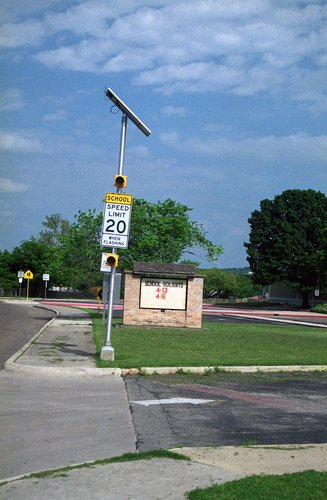 SCHOOL
SPEED
LIMIT
20
WHEN
FLASHING
SCHOOL HOLIDAYS
4-13
4-16